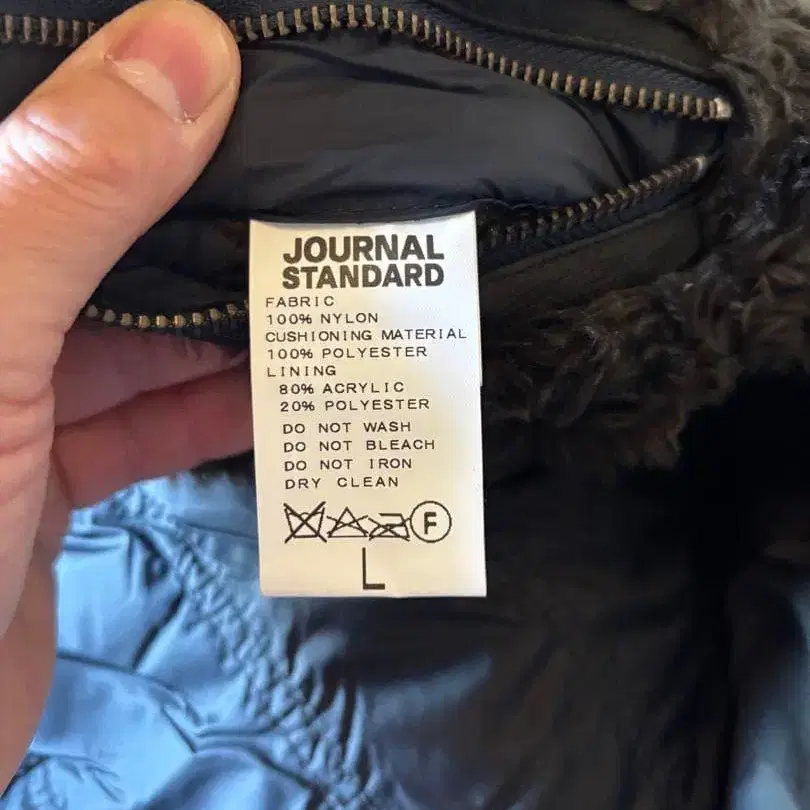 JOURNAL
STANDARD
FABRIC
100% NYLON
CUSHIONING MATERIAL
100% POLYESTER
LINING
80% ACRYLIC
20% POLYESTER
DO NOT WASH
DO NOT BLEACH
DO NOT IRON
DRY CLEAN
F
L